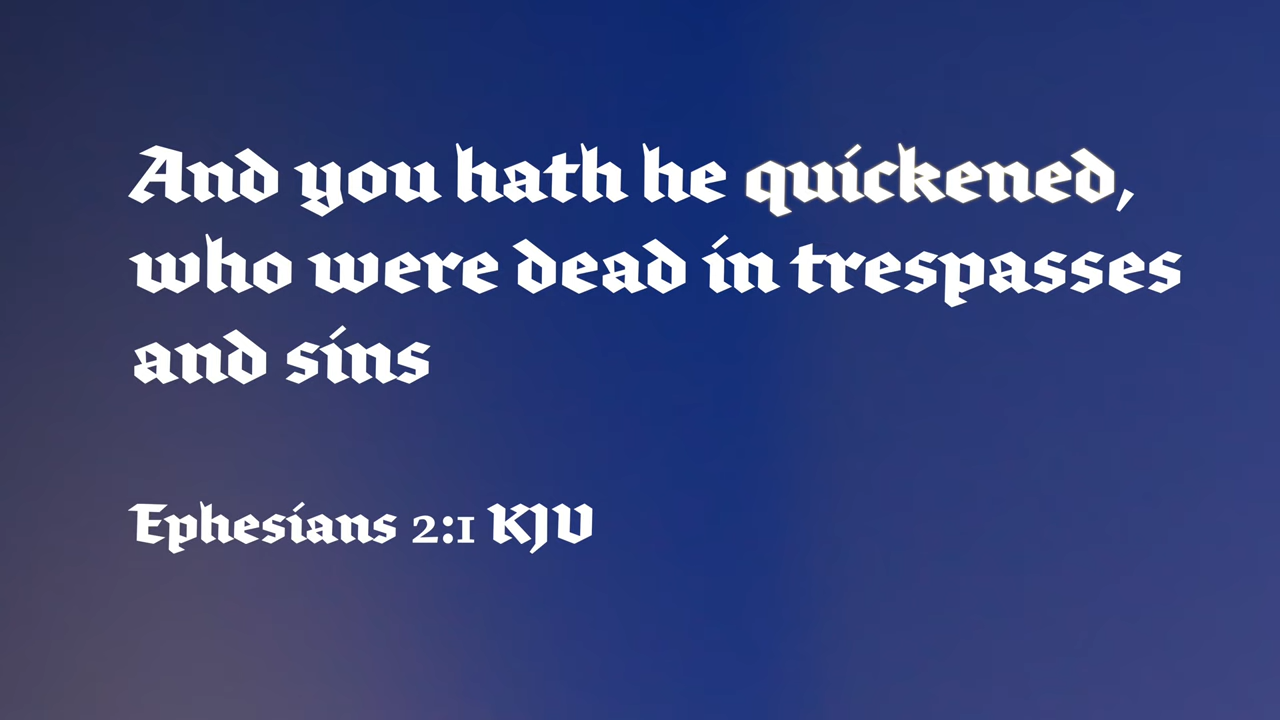 And you hath he quickened,
who were dead in trespasses
and sins
Ephesians 2:1 KJV